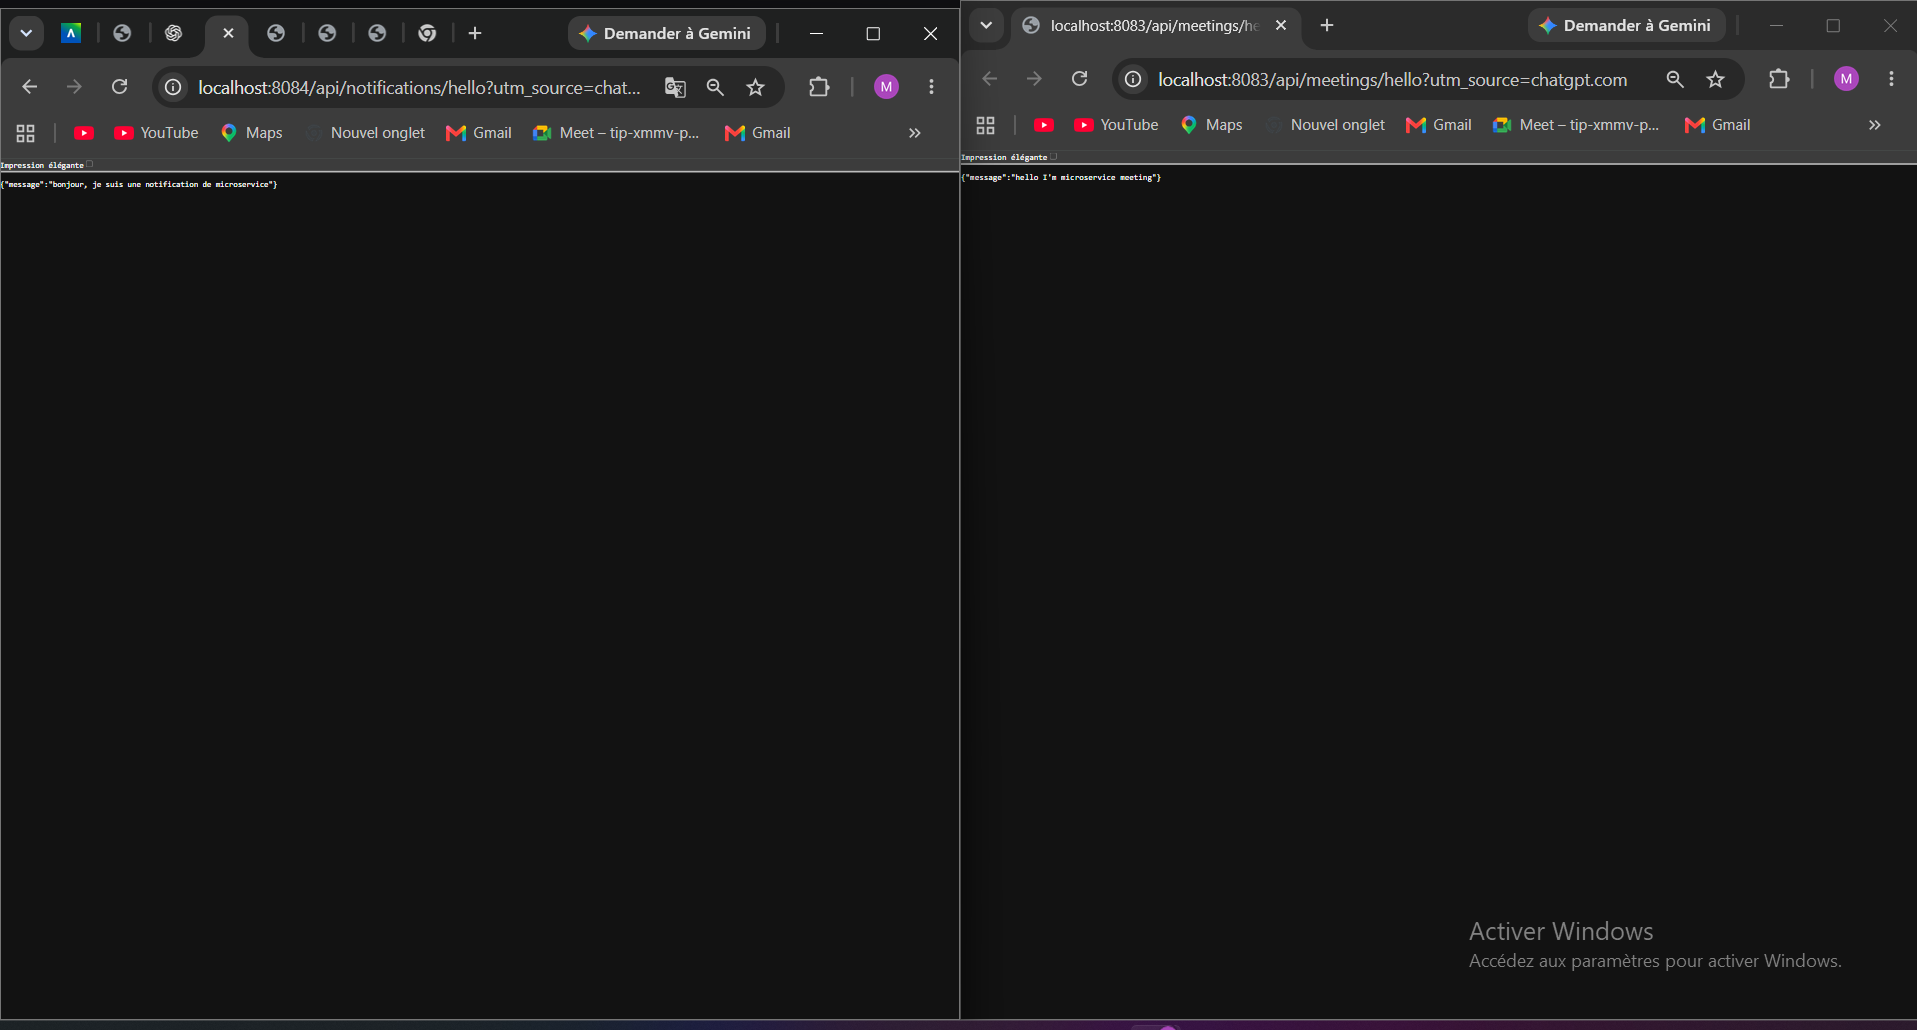 Demander à Gemini
localhost:8084/api/notifications/hello?utm_source=chat...
M
YouTube
Maps
Nouvel onglet
Gmail
Meet – tip-xmmv-p...
Gmail
Impression élégante
{"message":"bonjour, je suis une notification de microservice"}
localhost:8083/api/meetings/he
Demander à Gemini
localhost:8083/api/meetings/hello?utm_source=chatgpt.com
M
YouTube
Maps
Nouvel onglet
Gmail
Meet – tip-xmmv-p...
Gmail
Impression élégante
{"message":"hello I'm microservice meeting"}
Activer Windows
Accédez aux paramètres pour activer Windows.